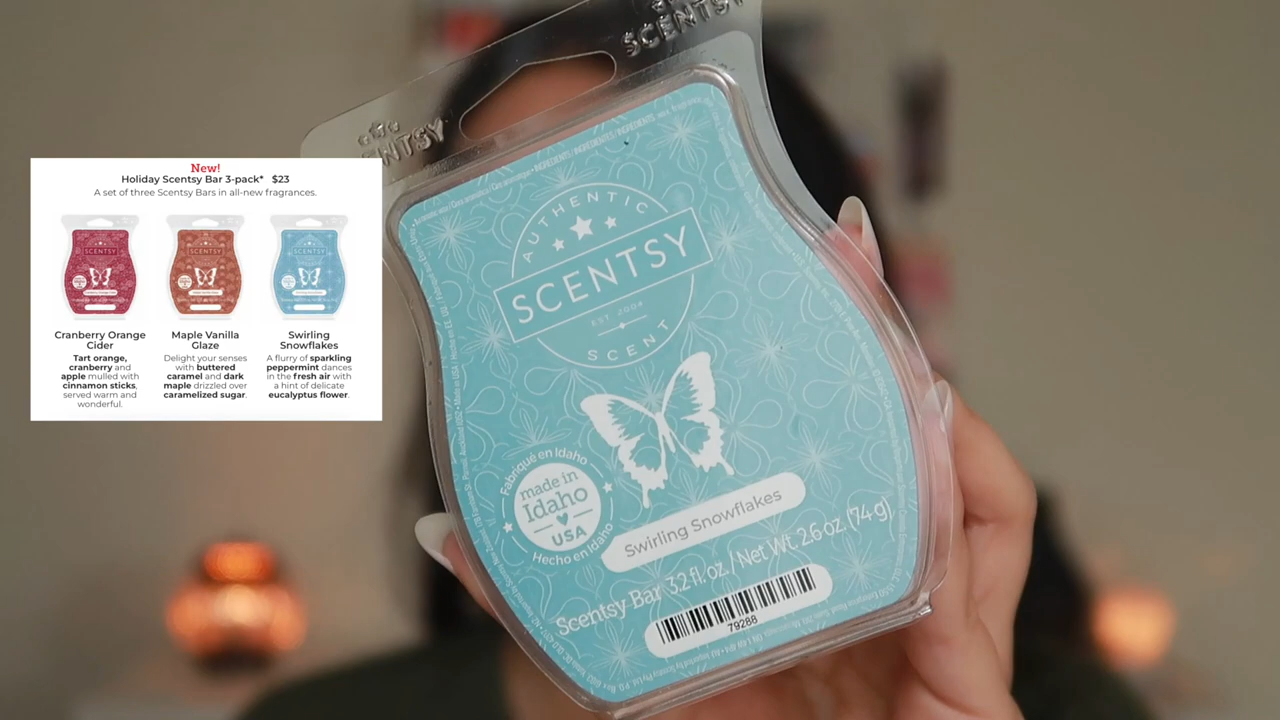 New!
Holiday Scentsy Bar 3-pack* $23
A set of three Scentsy Bars in all-new fragrances.
SCENTSY
SCENTSY
SCENTSY
Cranberry Orange
Cider
Tart orange,
cranberry and
apple mulled with
cinnamon sticks,
served warm and
wonderful.
Maple Vanilla
Glaze
Delight your senses
with buttered
caramel and dark
maple drizzled over
caramelized sugar.
Swirling
Snowflakes
A flurry of sparkling
peppermint dances
in the fresh air with
a hint of delicate
eucalyptus flower.
SCENTSY
AUTHENTIC
SCENTSY
EST. 2004
SCENT
Fabriqué en Idaho
made in
Idaho
USA
Hecho en Idaho
Swirling Snowflakes
Scentsy Bar 3.2 fl. oz. / Net Wt. 2.6 oz. (74 g)
79288